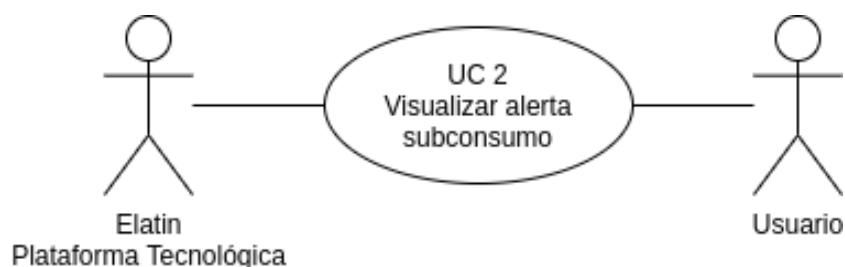 UC 2
Visualizar alerta
subconsumo
Elatin
Plataforma Tecnológica
Usuario